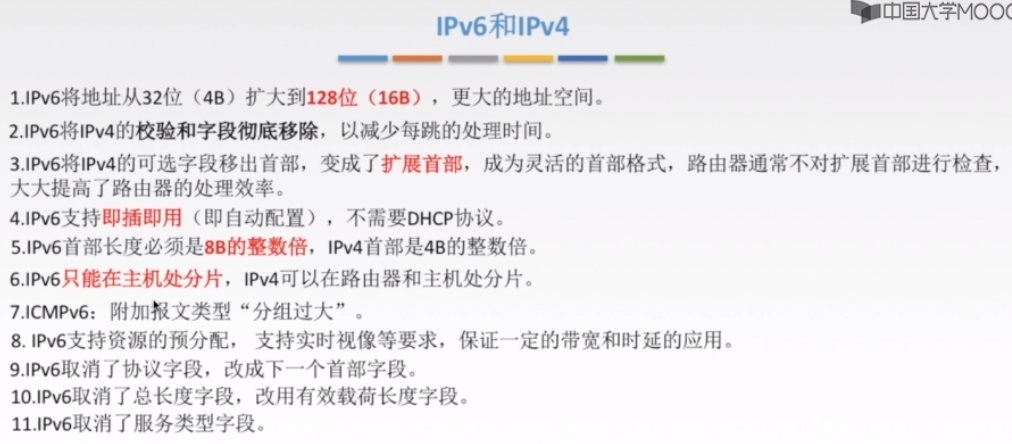 中国大学MOOC
IPv6和IPv4
1.IPv6将地址从32位（4B）扩大到128位（16B），更大的地址空间。
2.IPv6将IPv4的校验和字段彻底移除，以减少每跳的处理时间。
3.IPv6将IPv4的可选字段移出首部，变成了扩展首部，成为灵活的首部格式，路由器通常不对扩展首部进行检查，
大大提高了路由器的处理效率。
4.IPv6支持即插即用（即自动配置），不需要DHCP协议。
5.IPv6首部长度必须是8B的整数倍，IPv4首部是4B的整数倍。
6.IPv6只能在主机处分片，IPv4可以在路由器和主机处分片。
7.ICMPv6：附加报文类型“分组过大”。
8. IPv6支持资源的预分配， 支持实时视像等要求，保证一定的带宽和时延的应用。
9.IPv6取消了协议字段，改成下一个首部字段。
10.IPv6取消了总长度字段，改用有效载荷长度字段。
11.IPv6取消了服务类型字段。